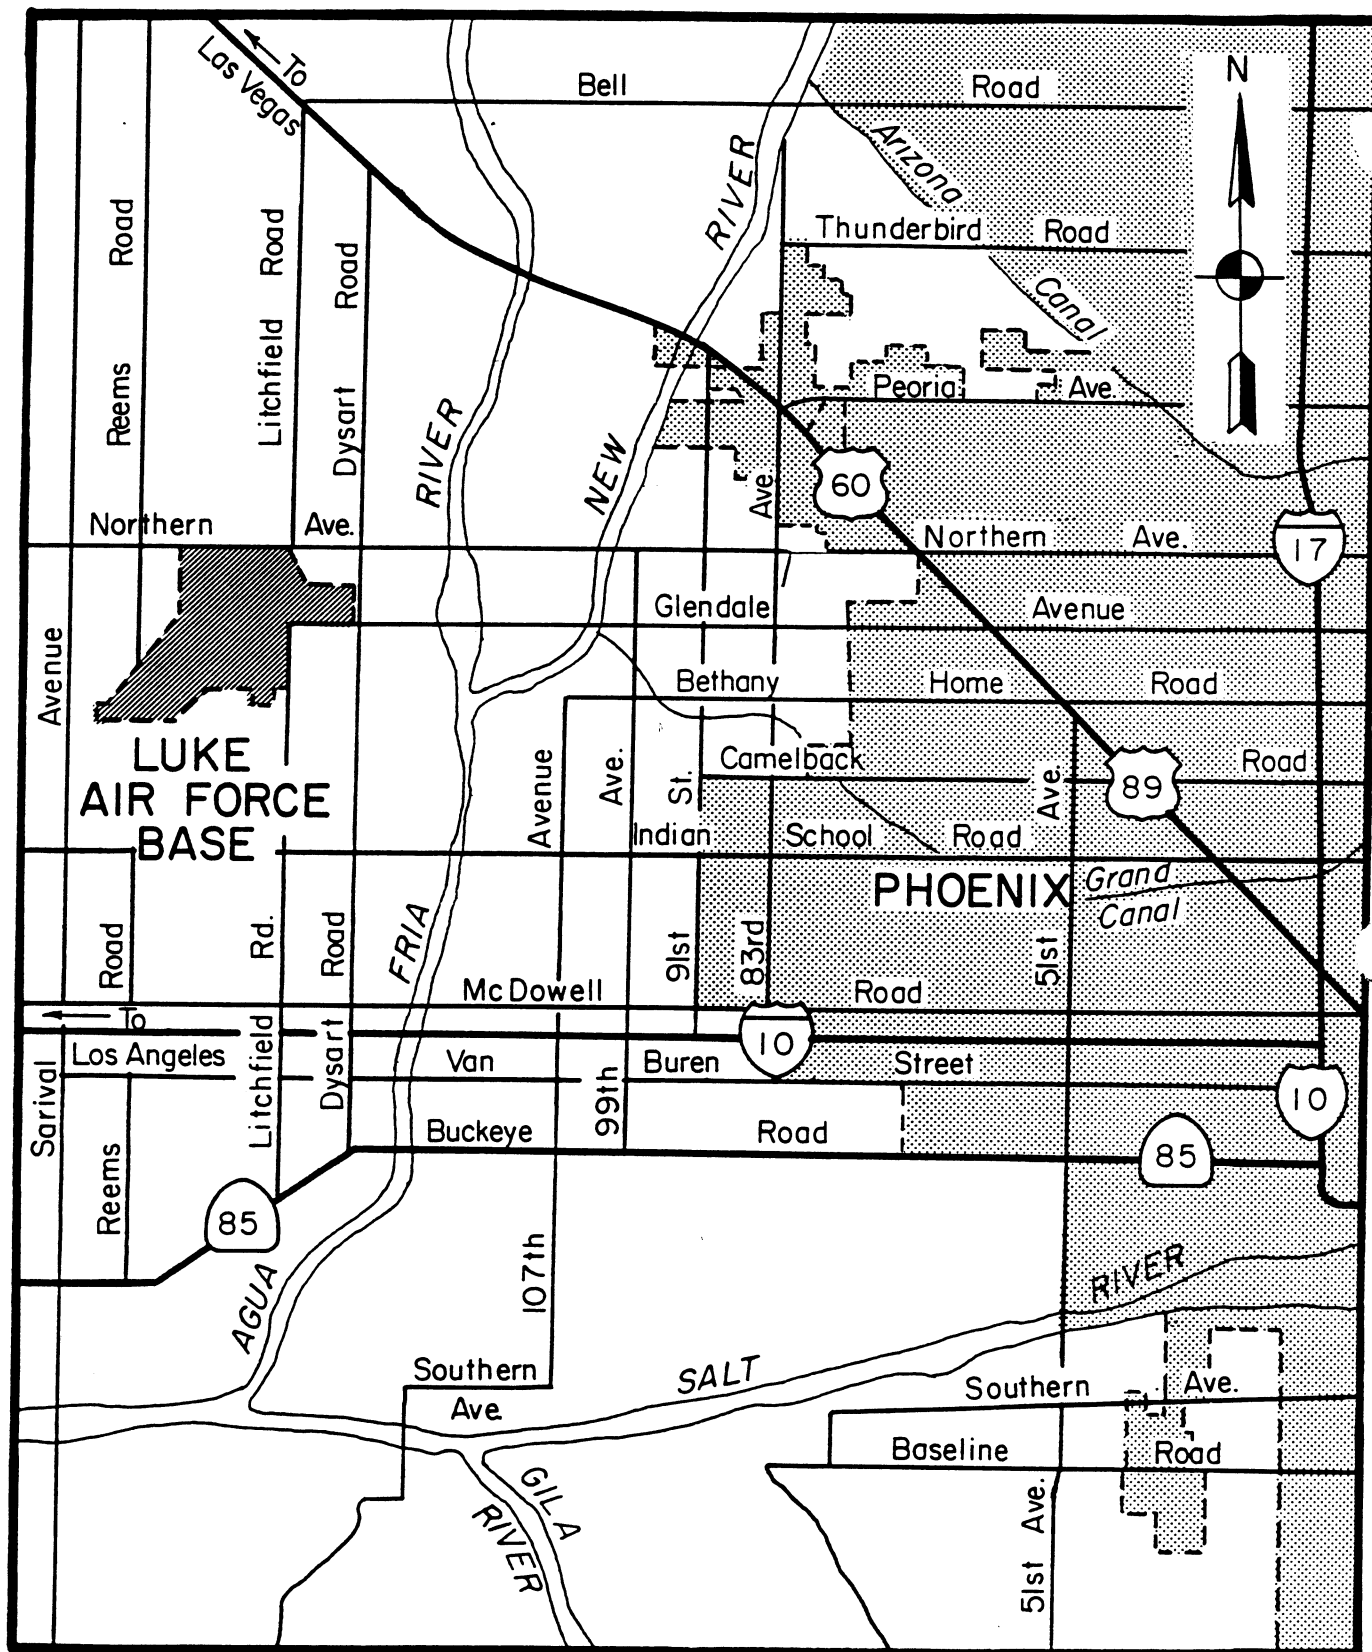 To
Las Vegas
Bell Road
N
Arizona
Canal
Thunderbird Road
RIVER
NEW
RIVER
Reems Road
Litchfield Road
Dysart Road
Peoria Ave
60
Ave.
Northern Ave.
Northern Ave.
17
Glendale Avenue
Avenue
Bethany Home Road
LUKE
AIR FORCE
BASE
Camelback Road
89
Avenue
Ave.
St.
Ave.
Indian School Road
PHOENIX
Grand
Canal
Road
Rd.
Road
FRIA
91st
83rd
51st
McDowell Road
To
Los Angeles
10
Van Buren Street
10
Sarival
Litchfield
Dysart
99th
Buckeye Road
85
Reems
85
107th
AGUA
RIVER
SALT
Southern
Ave.
Southern Ave.
Baseline Road
GILA
RIVER
51st Ave.